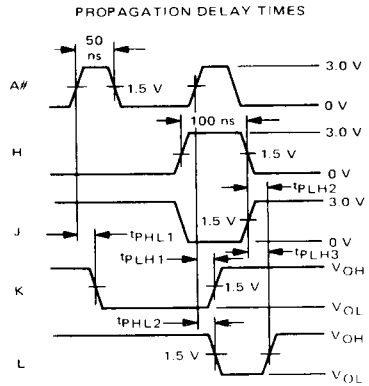 PROPAGATION DELAY TIMES
50
ns
A#
1.5 V
3.0 V
0 V
100 ns
3.0 V
H
1.5 V
0 V
tPLH2
3.0 V
J
1.5 V
tPHL1
0 V
tPLH1
tPLH3
VOH
K
1.5 V
VOL
tPHL2
VOH
1.5 V
L
VOL